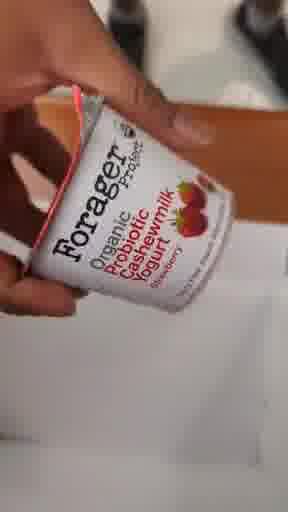 Forager
Project
Organic
Probiotic
Cashewmilk
Yogurt
Strawberry